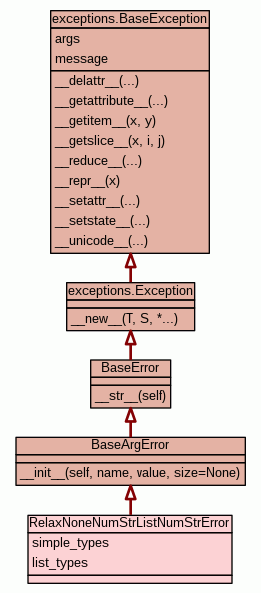 exceptions.BaseException
args
message
__delattr__(...)
__getattribute__(...)
__getitem__(x, y)
__getslice__(x, i, j)
__reduce__(...)
__repr__(x)
__setattr__(...)
__setstate__(...)
__unicode__(...)
exceptions.Exception
__new__(T, S, *...)
BaseError
__str__(self)
BaseArgError
__init__(self, name, value, size=None)
RelaxNoneNumStrListNumStrError
simple_types
list_types